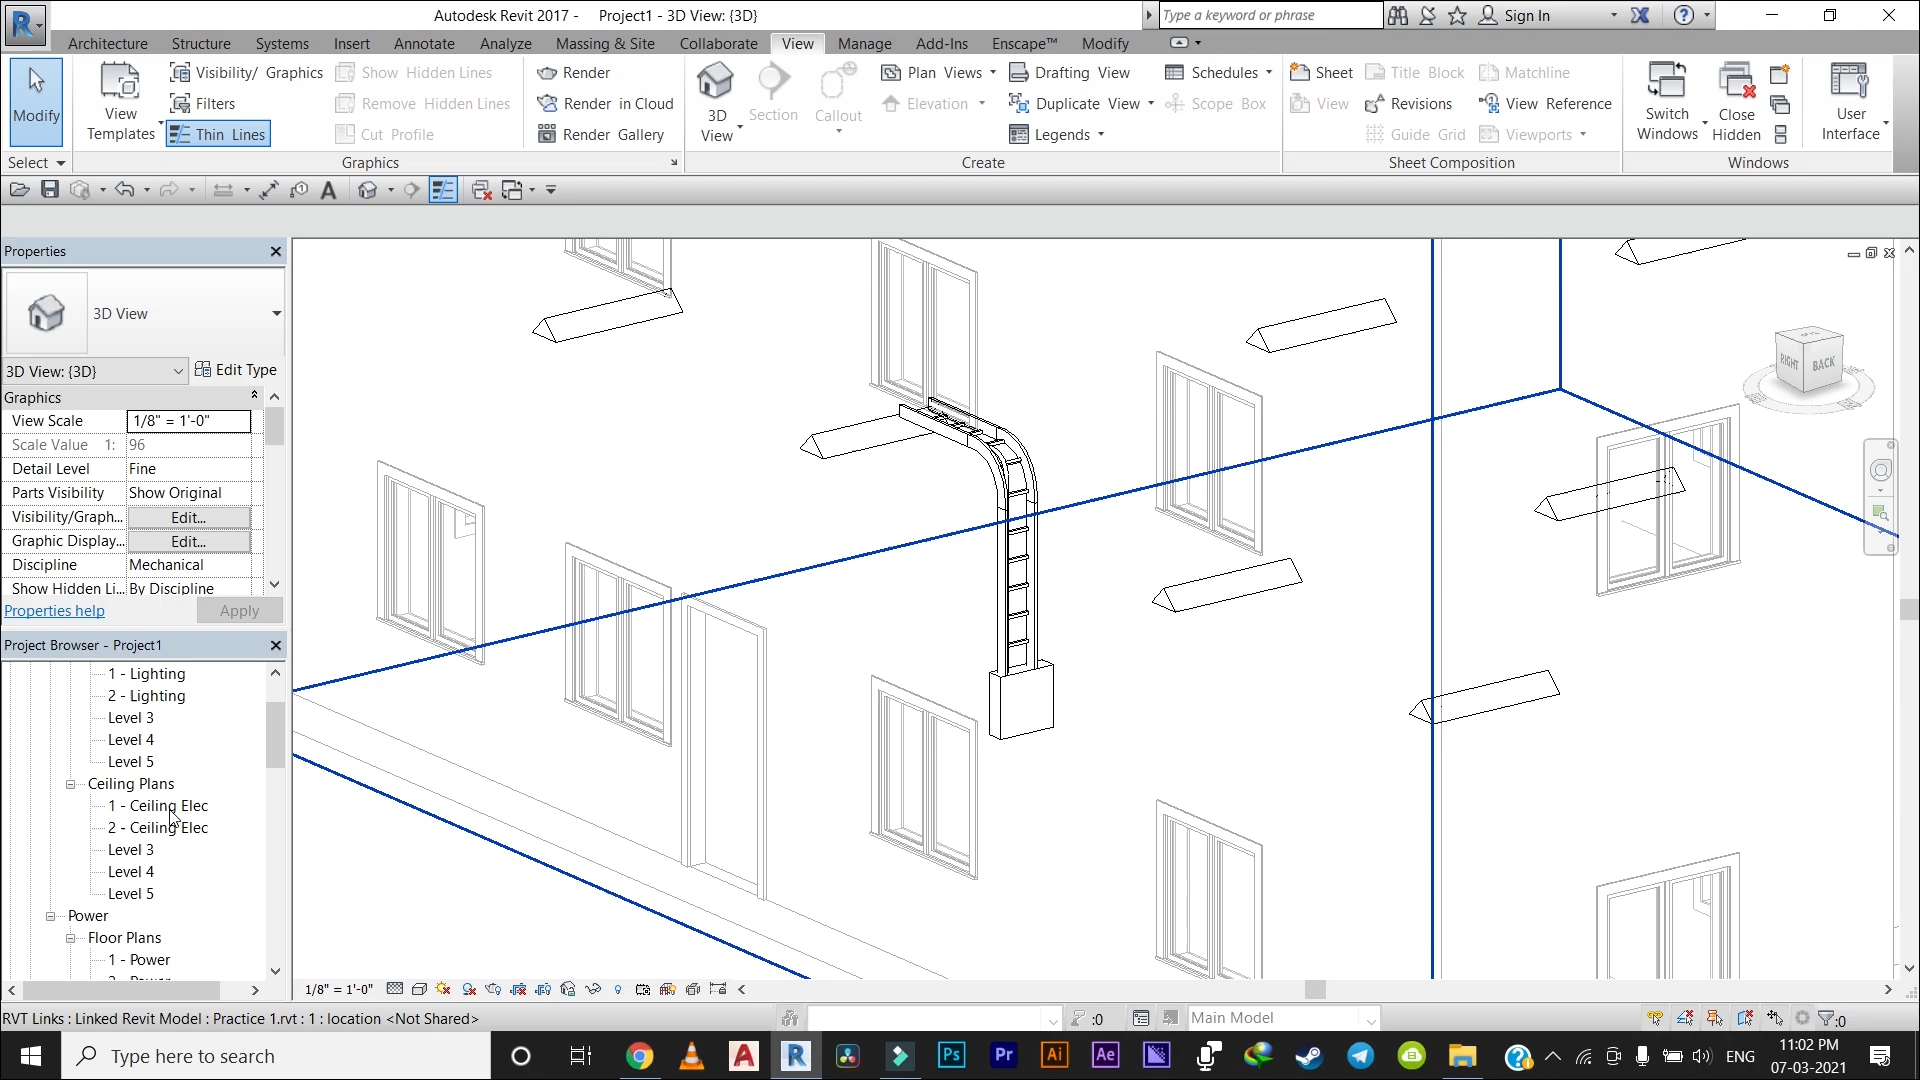 Autodesk Revit 2017 - Project1 - 3D View: {3D}
Type a keyword or phrase
Sign In
Architecture Structure Systems Insert Annotate Analyze Massing & Site Collaborate View Manage Add-Ins Enscape™ Modify
Modify
View Templates
Visibility/ Graphics
Filters
Thin Lines
Show Hidden Lines
Remove Hidden Lines
Cut Profile
Render
Render in Cloud
Render Gallery
3D View
Section
Callout
Plan Views
Elevation
Drafting View
Duplicate View
Legends
Schedules
Scope Box
Sheet
View
Title Block
Revisions
Guide Grid
Matchline
View Reference
Viewports
Switch Windows
Close Hidden
User Interface
Select Graphics Create Sheet Composition Windows
Properties
3D View
3D View: {3D} Edit Type
Graphics
View Scale 1/8" = 1'-0"
Scale Value 1: 96
Detail Level Fine
Parts Visibility Show Original
Visibility/Graph... Edit...
Graphic Display... Edit...
Discipline Mechanical
Show Hidden Li... By Discipline
Properties help Apply
Project Browser - Project1
1 - Lighting
2 - Lighting
Level 3
Level 4
Level 5
Ceiling Plans
1 - Ceiling Elec
2 - Ceiling Elec
Level 3
Level 4
Level 5
Power
Floor Plans
1 - Power
RIGHT BACK
1/8" = 1'-0"
RVT Links : Linked Revit Model : Practice 1.rvt : 1 : location <Not Shared>
:0
Main Model
:0
Type here to search
Ps Pr Ai Ae
ENG
11:02 PM
07-03-2021